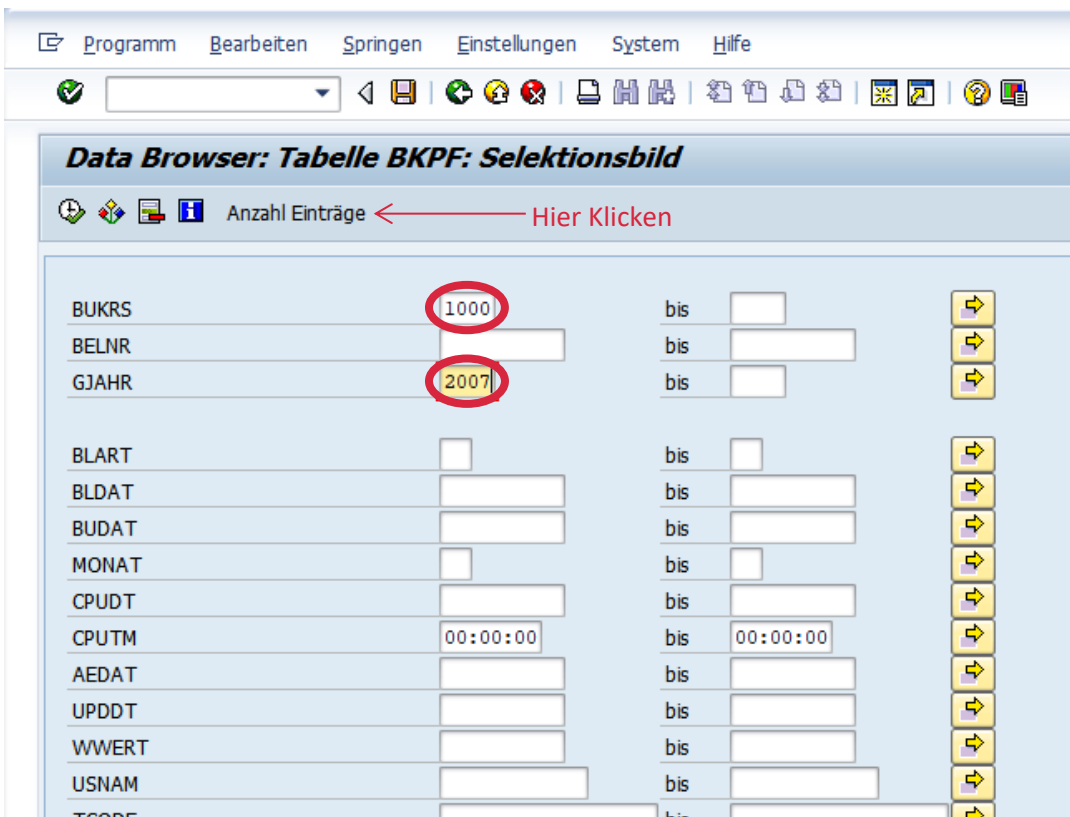 Programm Bearbeiten Springen Einstellungen System Hilfe
Data Browser: Tabelle BKPF: Selektionsbild
Anzahl Einträge Hier Klicken
BUKRS 1000 bis
BELNR bis
GJAHR 2007 bis
BLART bis
BLDAT bis
BUDAT bis
MONAT bis
CPUDT bis
CPUTM 00:00:00 bis 00:00:00
AEDAT bis
UPDDT bis
WWERT bis
USNAM bis
TCODE bis